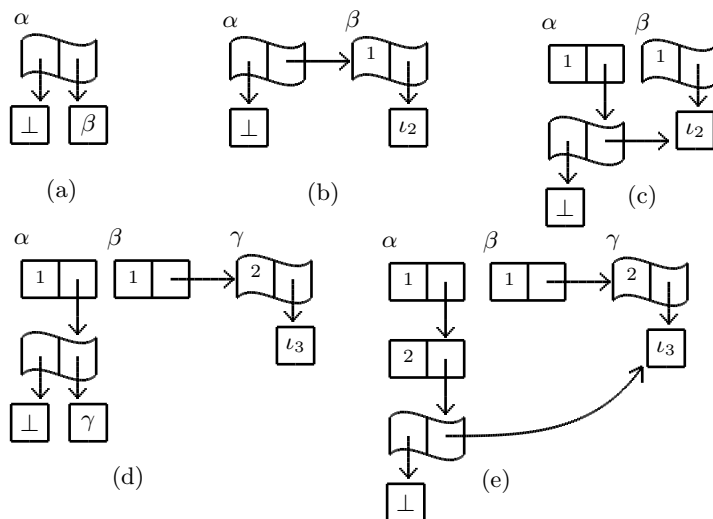 α
⊥ β
(a)
α β
1
⊥ ι₂
(b)
α β
1 1
ι₂
⊥
(c)
α β γ
1 1 2
ι₃
⊥ γ
(d)
α β γ
1 1 2
2 ι₃
⊥
(e)